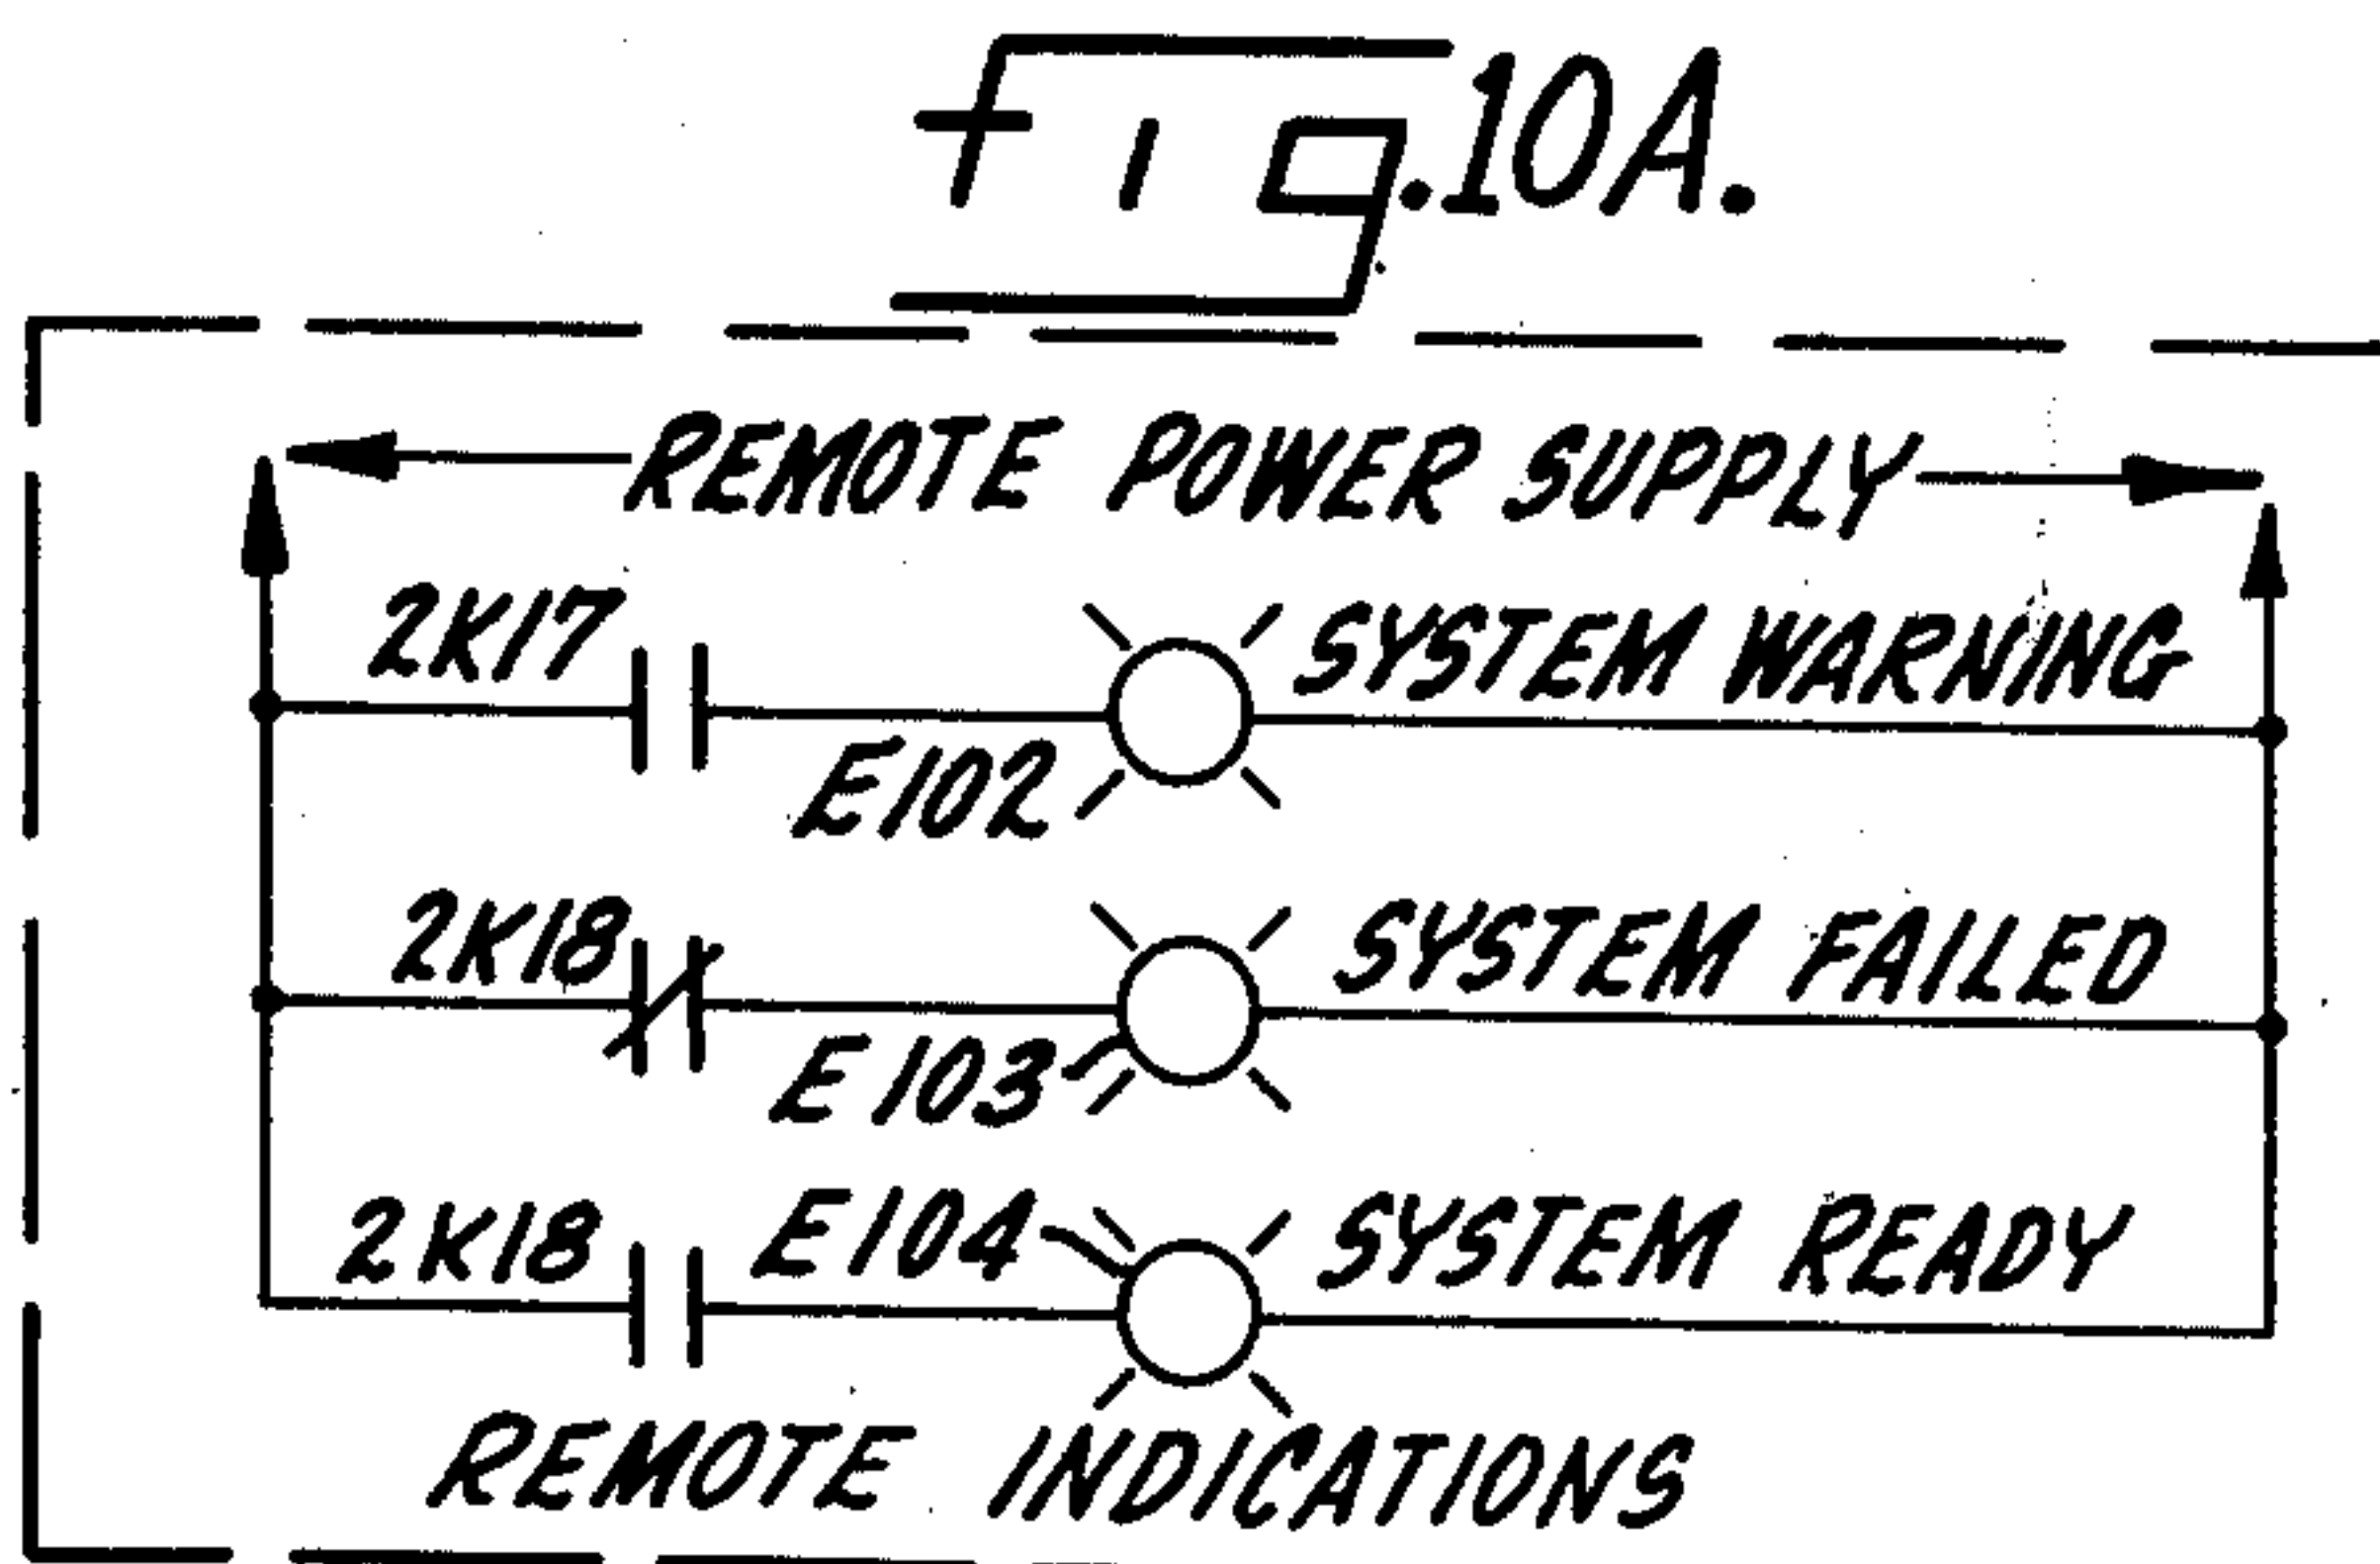 fig.10A.
REMOTE POWER SUPPLY
2K17
SYSTEM WARNING
E102
2K18
SYSTEM FAILED
E103
2K18
E104
SYSTEM READY
REMOTE INDICATIONS